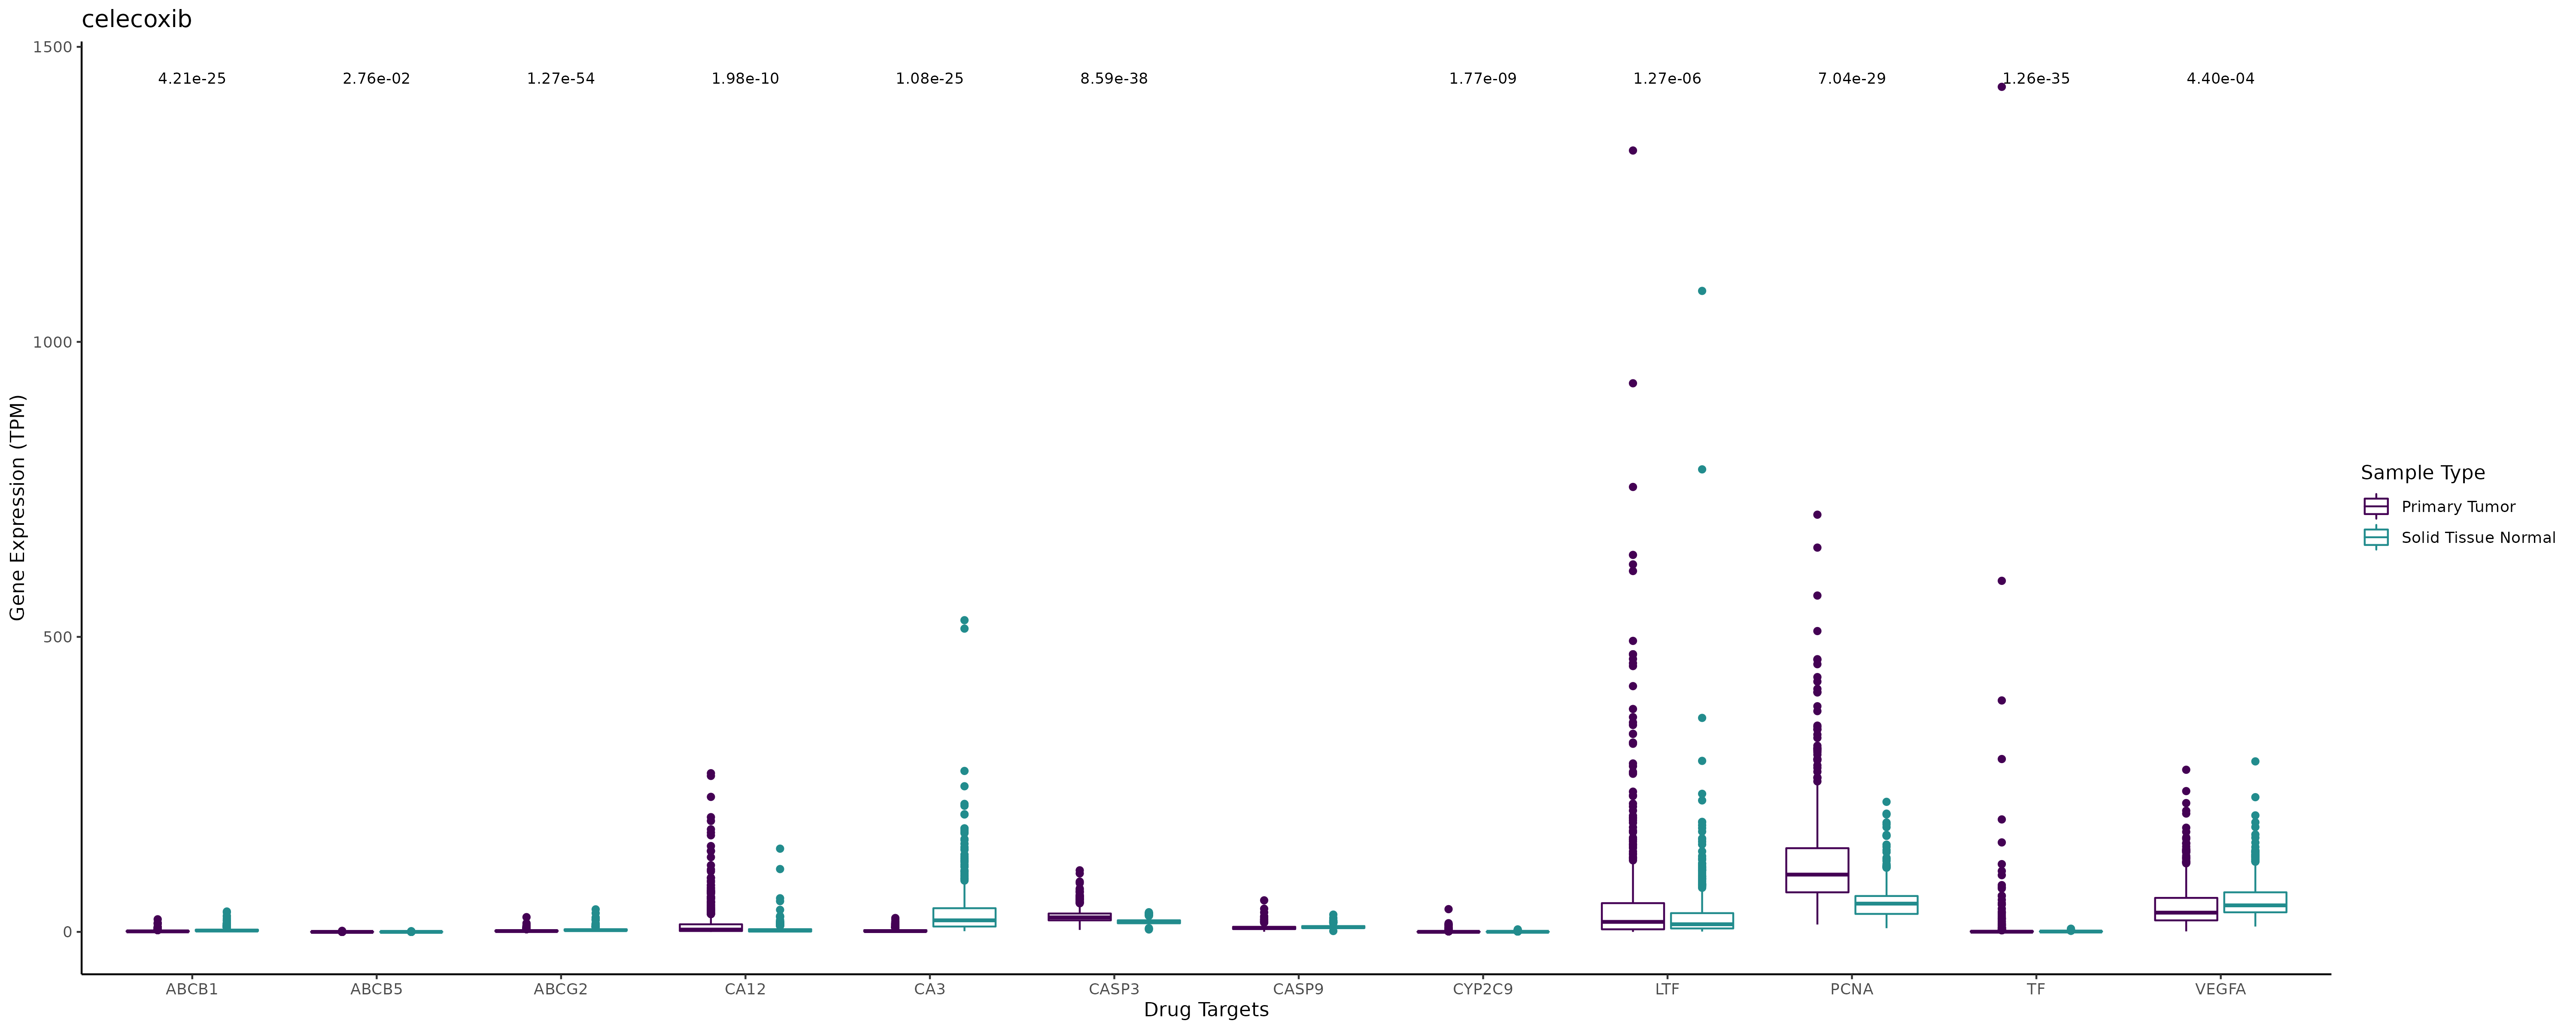 celecoxib
1500
4.21e-25 2.76e-02 1.27e-54 1.98e-10 1.08e-25 8.59e-38 1.77e-09 1.27e-06 7.04e-29 1.26e-35 4.40e-04
1000
500
0
Gene Expression (TPM)
ABCB1 ABCB5 ABCG2 CA12 CA3 CASP3 CASP9 CYP2C9 LTF PCNA TF VEGFA
Drug Targets
Sample Type
Primary Tumor
Solid Tissue Normal